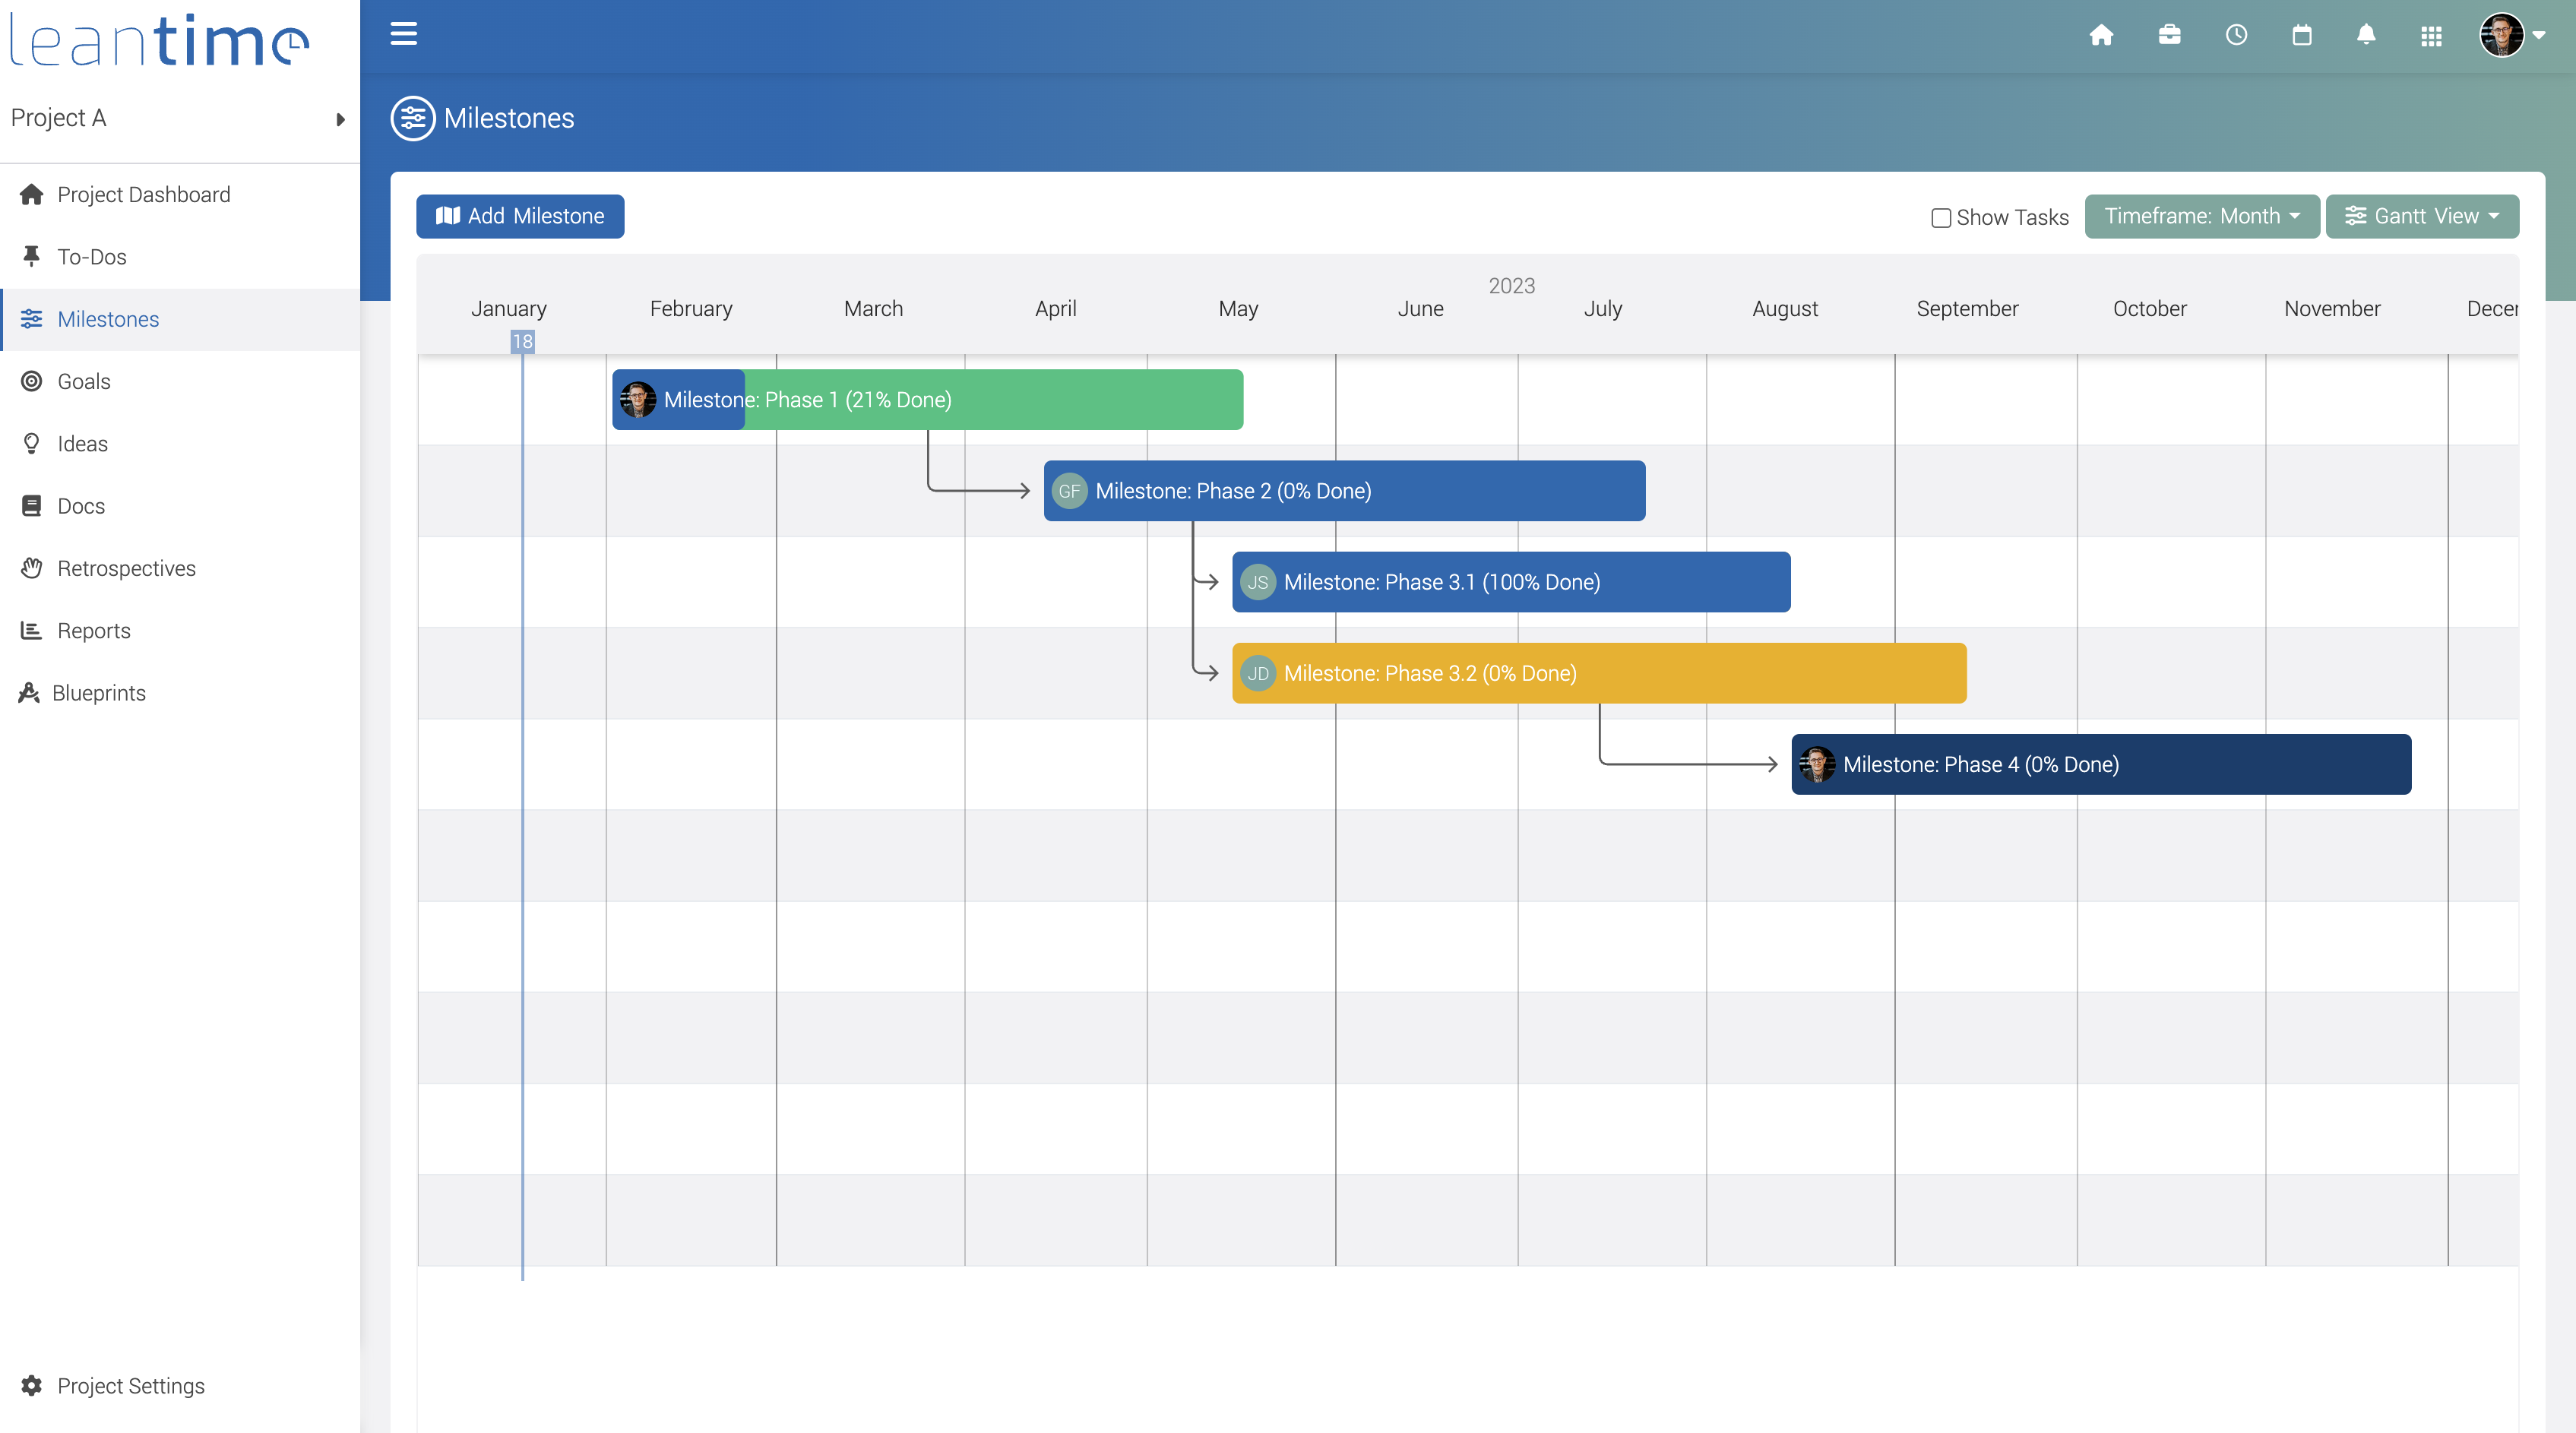 leantime
Project A
Project Dashboard
To-Dos
Milestones
Goals
Ideas
Docs
Retrospectives
Reports
Blueprints
Project Settings
Milestones
Add Milestone
Show Tasks
Timeframe: Month
Gantt View
2023
January February March April May June July August September October November Decer
18
Milestone: Phase 1 (21% Done)
GF Milestone: Phase 2 (0% Done)
JS Milestone: Phase 3.1 (100% Done)
JD Milestone: Phase 3.2 (0% Done)
Milestone: Phase 4 (0% Done)